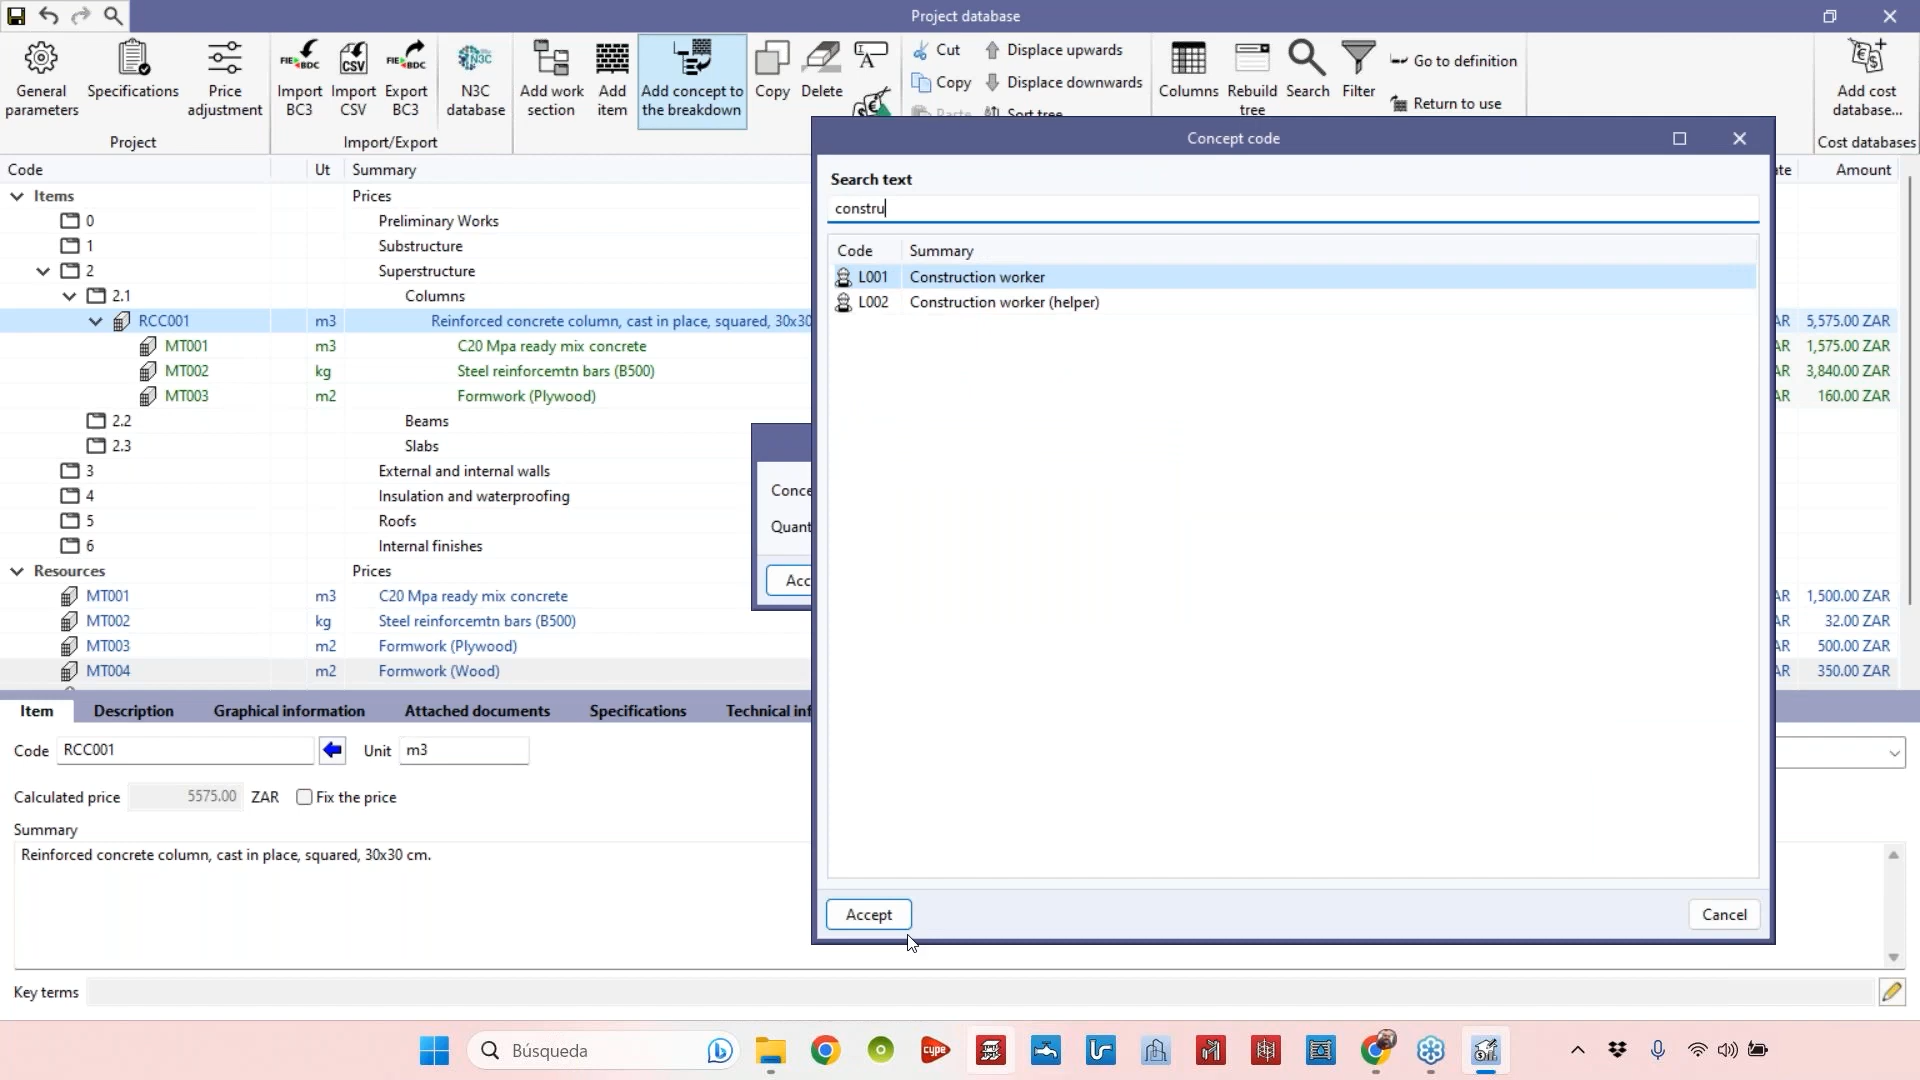 Project database
General parameters
Specifications
Price adjustment
Project
FIE-BDC
Import BC3
CSV
Import CSV
FIE-BDC
Export BC3
Import/Export
N3C
N3C database
Add work section
Add item
Add concept to the breakdown
Copy
Delete
Cut
Copy
Paste
Displace upwards
Displace downwards
Sort tree
Columns
Rebuild tree
Search
Filter
Go to definition
Return to use
Add cost database...
Cost databases
Code Ut Summary Amount
Items Prices
0 Preliminary Works
1 Substructure
2 Superstructure
2.1 Columns
RCC001 m3 Reinforced concrete column, cast in place, squared, 30x30 5,575.00 ZAR
MT001 m3 C20 Mpa ready mix concrete 1,575.00 ZAR
MT002 kg Steel reinforcemtn bars (B500) 3,840.00 ZAR
MT003 m2 Formwork (Plywood) 160.00 ZAR
2.2 Beams
2.3 Slabs
3 External and internal walls
4 Insulation and waterproofing
5 Roofs
6 Internal finishes
Resources Prices
MT001 m3 C20 Mpa ready mix concrete 1,500.00 ZAR
MT002 kg Steel reinforcemtn bars (B500) 32.00 ZAR
MT003 m2 Formwork (Plywood) 500.00 ZAR
MT004 m2 Formwork (Wood) 350.00 ZAR
Conce
Quant
Acc
Concept code
Search text
constru
Code Summary
L001 Construction worker
L002 Construction worker (helper)
Accept Cancel
Item Description Graphical information Attached documents Specifications Technical inf
Code RCC001 Unit m3
Calculated price 5575.00 ZAR Fix the price
Summary
Reinforced concrete column, cast in place, squared, 30x30 cm.
Key terms
Búsqueda
cype